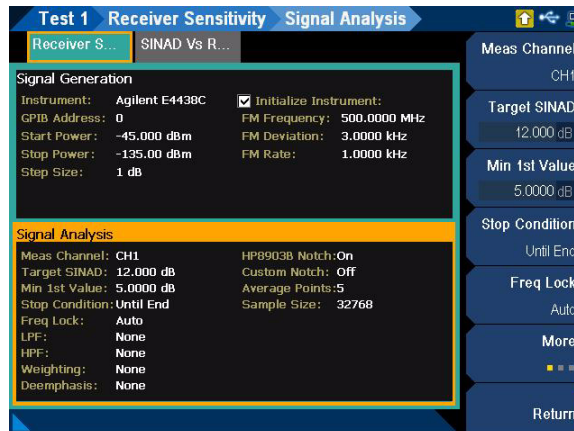 Test 1 Receiver Sensitivity Signal Analysis
Receiver S... SINAD Vs R...
Signal Generation
Instrument: Agilent E4438C Initialize Instrument:
GPIB Address: 0 FM Frequency: 500.0000 MHz
Start Power: -45.000 dBm FM Deviation: 3.0000 kHz
Stop Power: -135.00 dBm FM Rate: 1.0000 kHz
Step Size: 1 dB
Signal Analysis
Meas Channel: CH1 HP8903B Notch:On
Target SINAD: 12.000 dB Custom Notch: Off
Min 1st Value: 5.0000 dB Average Points:5
Stop Condition:Until End Sample Size: 32768
Freq Lock: Auto
LPF: None
HPF: None
Weighting: None
Deemphasis: None
Meas Channel
CH1
Target SINAD
12.000 dB
Min 1st Value
5.0000 dB
Stop Condition
Until End
Freq Lock
Auto
More
Return